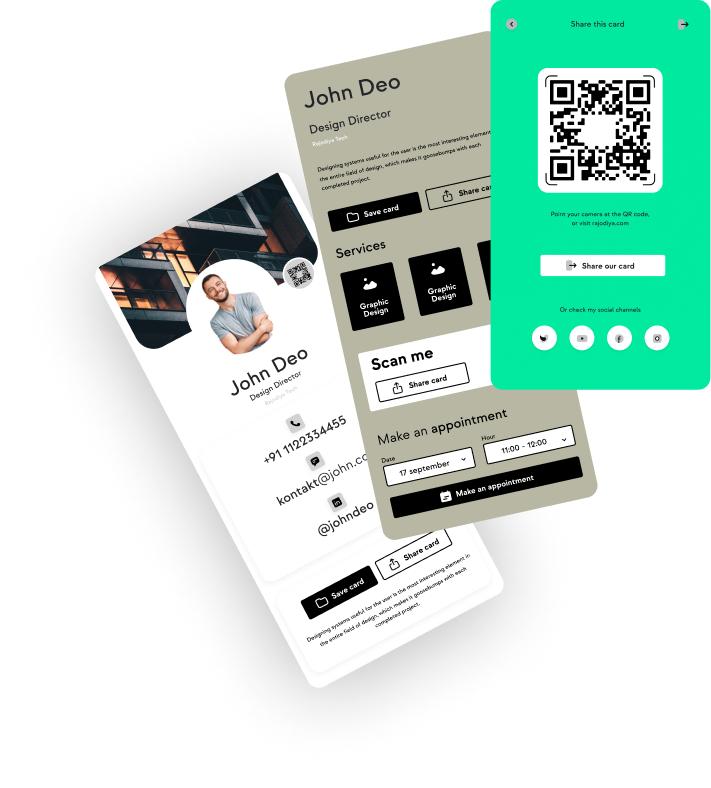 Share this card
Point your camera at the QR code,
or visit rajodiya.com
Share our card
Or check my social channels
John Deo
Design Director
Rajodiya Tech
Designing systems useful for the user is the most interesting element
the entire field of design, which makes it goosebumps with each
completed project.
Save card
Share car
Services
Graphic
Design
Graphic
Design
Scan me
Share card
Make an appointment
Date
17 september
Hour
11:00 - 12:00
Make an appointment
John Deo
Design Director
Rajodiya Tech
+91 1122334455
kontakt@john.co
@johndeo
Save card
Share card
Designing systems useful for the user is the most interesting element in
the entire field of design, which makes it goosebumps with each
completed project.